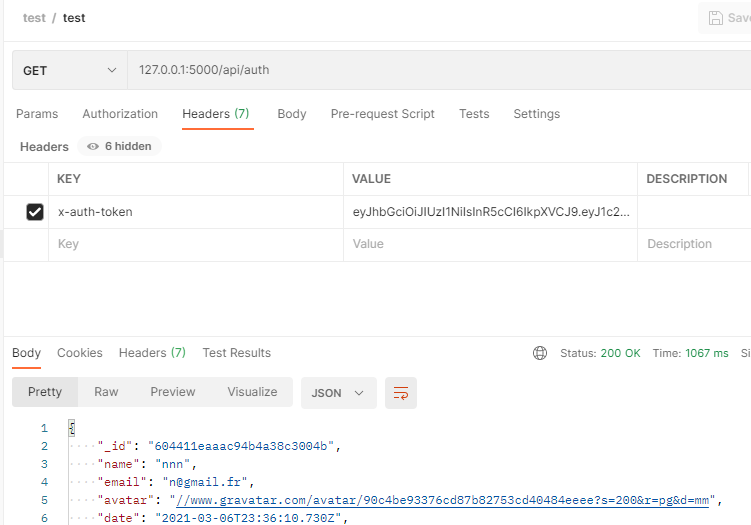 test / test
Save
GET 127.0.0.1:5000/api/auth
Params Authorization Headers (7) Body Pre-request Script Tests Settings
Headers 6 hidden
KEY VALUE DESCRIPTION
x-auth-token eyJhbGciOiJIUzI1NiIsInR5cCI6IkpXVCJ9.eyJ1c2...
Key Value Description
Body Cookies Headers (7) Test Results Status: 200 OK Time: 1067 ms Si
Pretty Raw Preview Visualize JSON
1 {
2 "_id": "604411eaaac94b4a38c3004b",
3 "name": "nnn",
4 "email": "n@gmail.fr",
5 "avatar": "//www.gravatar.com/avatar/90c4be93376cd87b82753cd40484eeee?s=200&r=pg&d=mm",
6 "date": "2021-03-06T23:36:10.730Z",